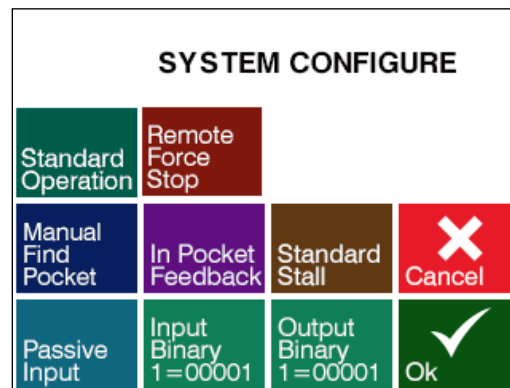 SYSTEM CONFIGURE
Standard
Operation
Remote
Force
Stop
Manual
Find
Pocket
In Pocket
Feedback
Standard
Stall
Cancel
Passive
Input
Input
Binary
1=00001
Output
Binary
1=00001
Ok